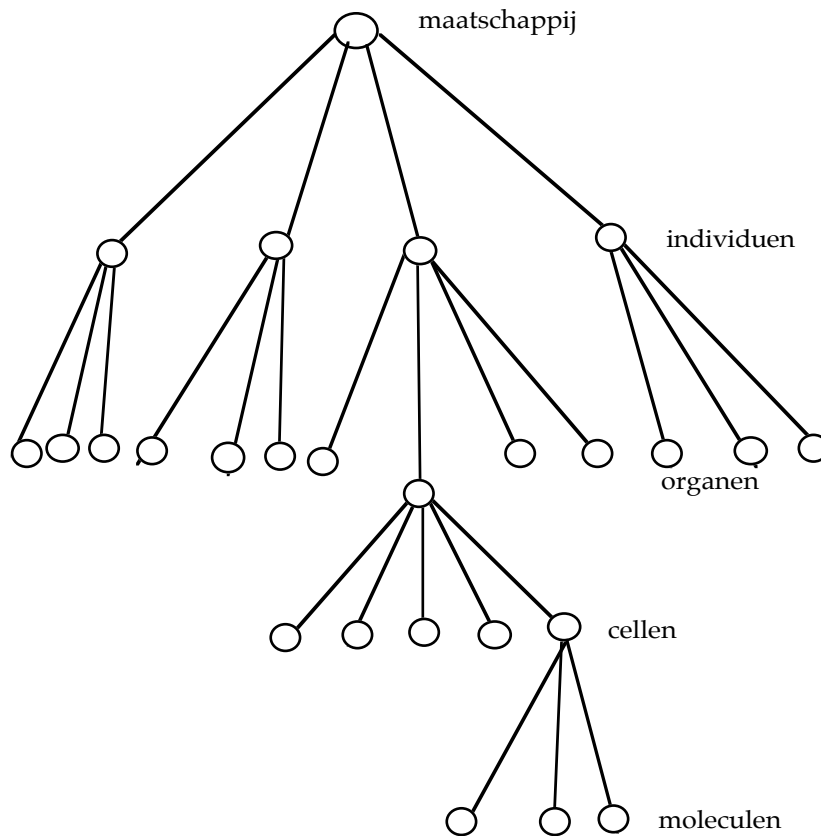 maatschappij
individuen
organen
cellen
moleculen